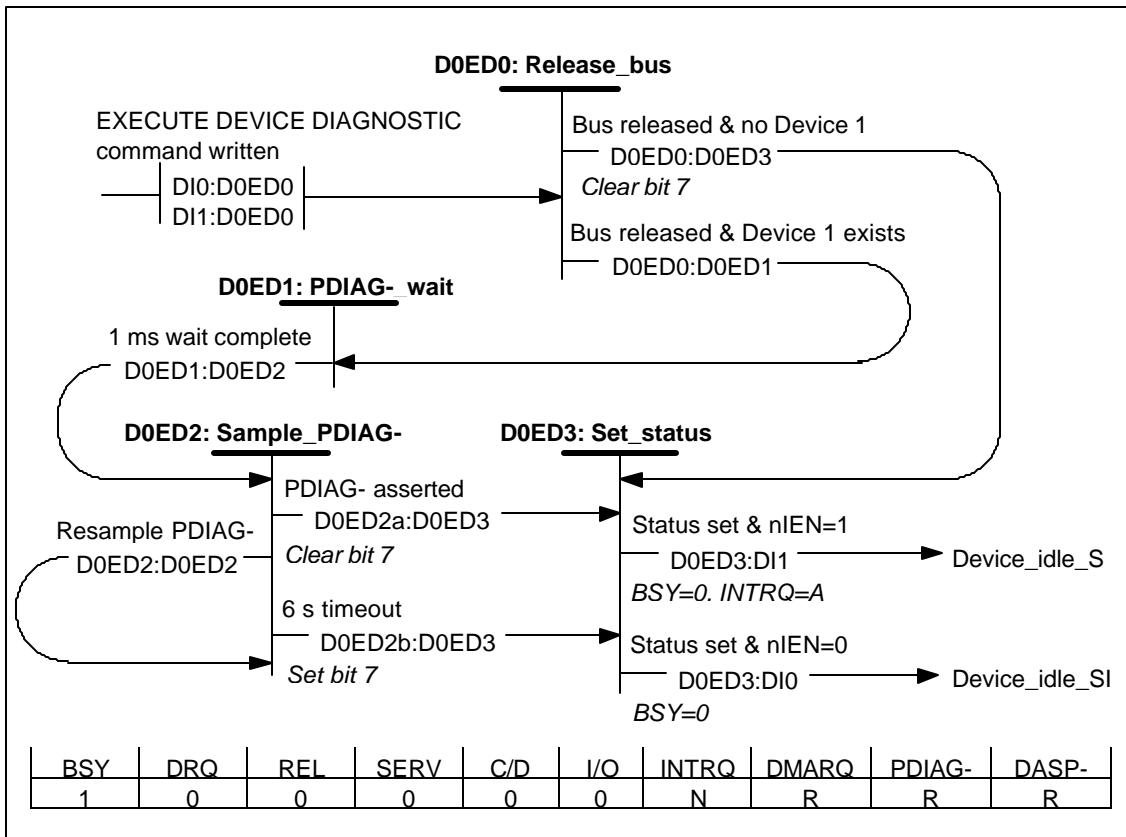 D0ED0: Release_bus
EXECUTE DEVICE DIAGNOSTIC
command written
DI0:D0ED0
DI1:D0ED0
Bus released & no Device 1
D0ED0:D0ED3
Clear bit 7
Bus released & Device 1 exists
D0ED0:D0ED1
D0ED1: PDIAG-_wait
1 ms wait complete
D0ED1:D0ED2
D0ED2: Sample_PDIAG-
D0ED3: Set_status
PDIAG- asserted
D0ED2a:D0ED3
Clear bit 7
Resample PDIAG-
D0ED2:D0ED2
6 s timeout
D0ED2b:D0ED3
Set bit 7
Status set & nIEN=1
D0ED3:DI1
Device_idle_S
BSY=0. INTRQ=A
Status set & nIEN=0
D0ED3:DI0
Device_idle_SI
BSY=0
BSY DRQ REL SERV C/D I/O INTRQ DMARQ PDIAG- DASP-
1 0 0 0 0 0 N R R R